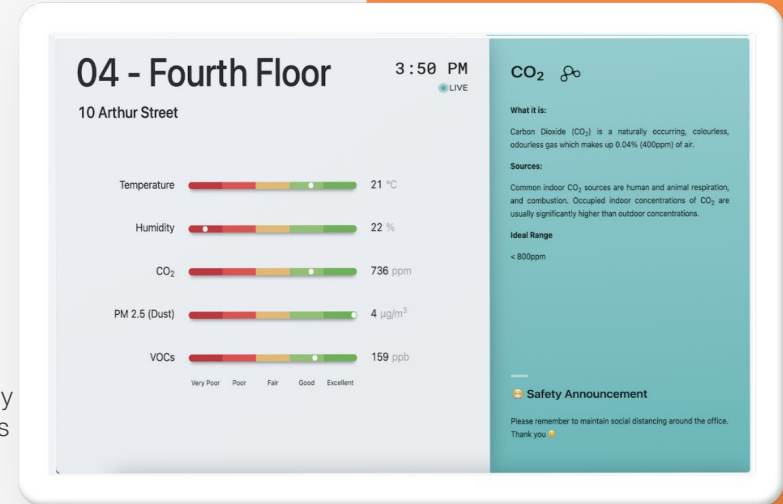 04 - Fourth Floor
3:50 PM
LIVE
10 Arthur Street
Temperature 21 °C
Humidity 22 %
CO₂ 736 ppm
PM 2.5 (Dust) 4 µg/m³
VOCs 159 ppb
Very Poor Poor Fair Good Excellent
CO₂
What it is:
Carbon Dioxide (CO₂) is a naturally occurring, colourless,
odourless gas which makes up 0.04% (400ppm) of air.
Sources:
Common indoor CO₂ sources are human and animal respiration,
and combustion. Occupied indoor concentrations of CO₂ are
usually significantly higher than outdoor concentrations.
Ideal Range
< 800ppm
😷 Safety Announcement
Please remember to maintain social distancing around the office.
Thank you